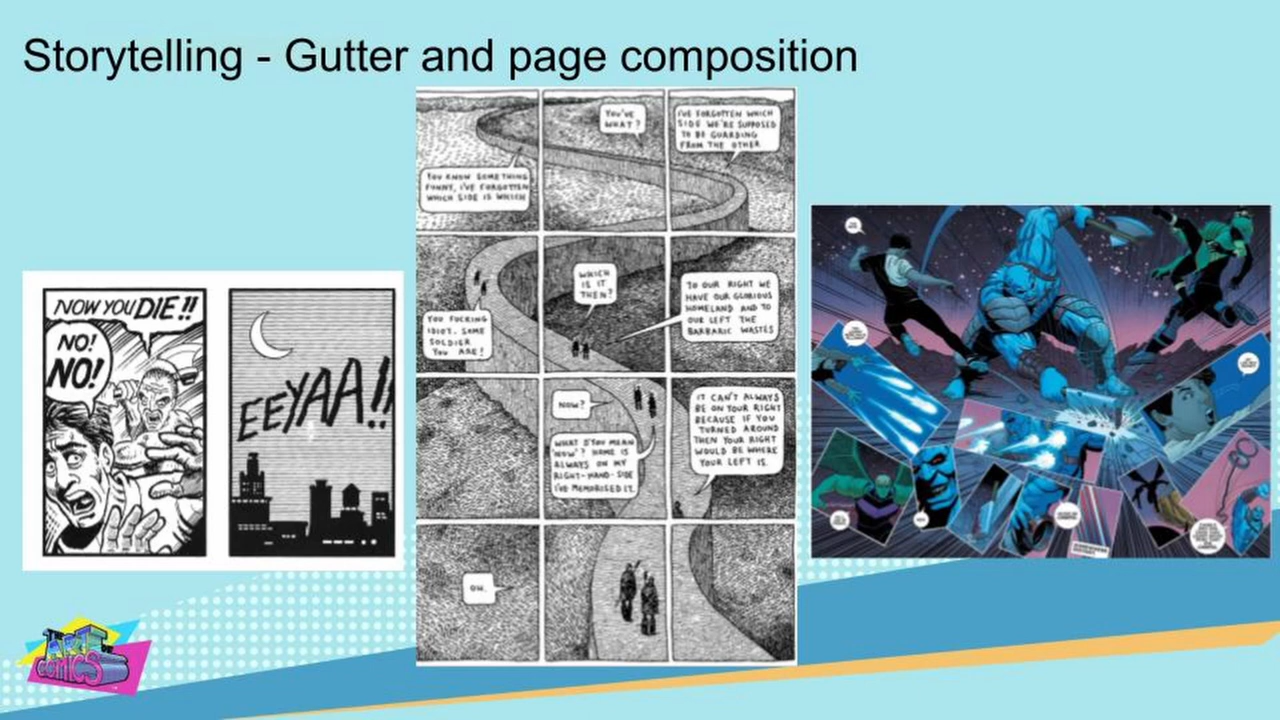 Storytelling - Gutter and page composition
NOW YOU DIE!!
NO!
NO!
EEYAA!!
YOU KNOW SOMETHING
FUNNY, I'VE FORGOTTEN
WHICH SIDE IS WHICH
YOU'VE
WHAT?
I'VE FORGOTTEN WHICH
SIDE WE'RE SUPPOSED
TO BE GUARDING
FROM THE OTHER
YOU FUCKING
IDIOT. SOME
SOLDIER
YOU ARE!
WHICH
IS IT
THEN?
TO OUR RIGHT WE
HAVE OUR GLORIOUS
HOMELAND AND TO
OUR LEFT THE
BARBARIC WASTES
NOW?
WHAT D'YOU MEAN
'NOW'? HOME IS
ALWAYS ON MY
RIGHT-HAND-SIDE
I'VE MEMORISED IT.
IT CAN'T ALWAYS
BE ON YOUR RIGHT
BECAUSE IF YOU
TURNED AROUND
THEN YOUR RIGHT
WOULD BE WHERE
YOUR LEFT IS.
OH.
THE
ART OF
COMICS